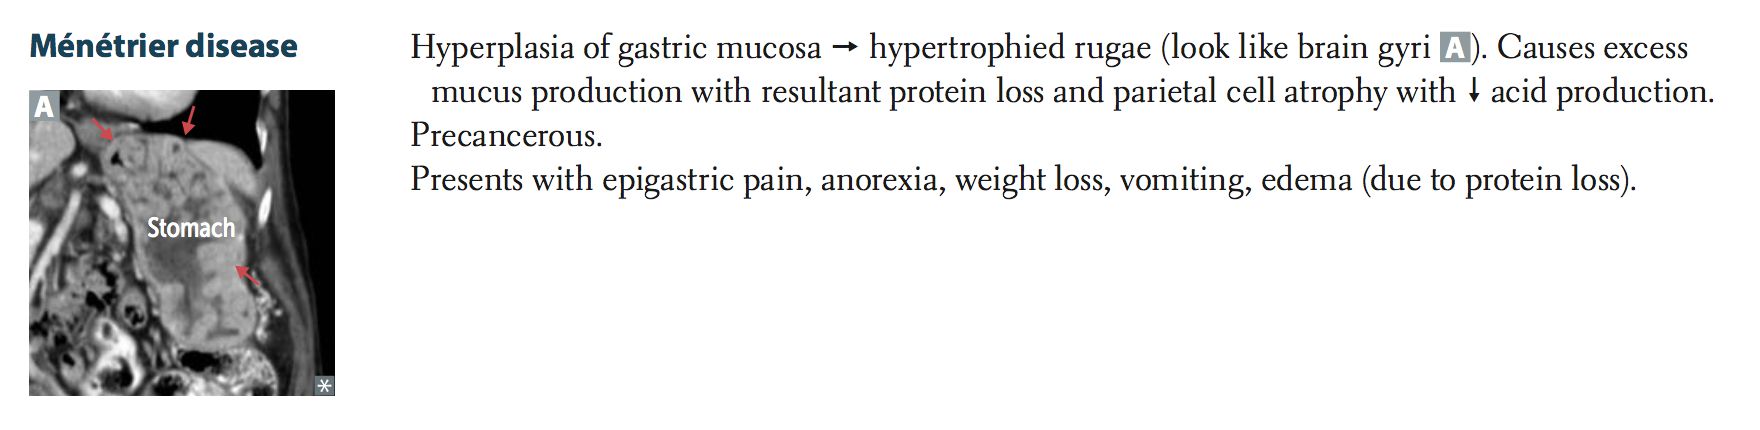 Ménétrier disease
Hyperplasia of gastric mucosa → hypertrophied rugae (look like brain gyri A). Causes excess
mucus production with resultant protein loss and parietal cell atrophy with ↓ acid production.
Precancerous.
Presents with epigastric pain, anorexia, weight loss, vomiting, edema (due to protein loss).
A
Stomach
*